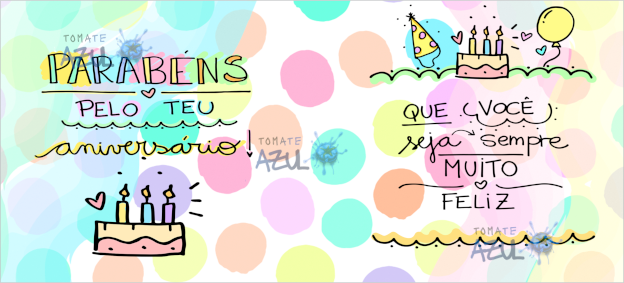 TOMATE
AZUL
PARABÉNS
PELO TEU
aniversário
TOMATE
AZUL
QUE VOCÊ:
seja sempre
MUITO
FELIZ
TOMATE
AZUL